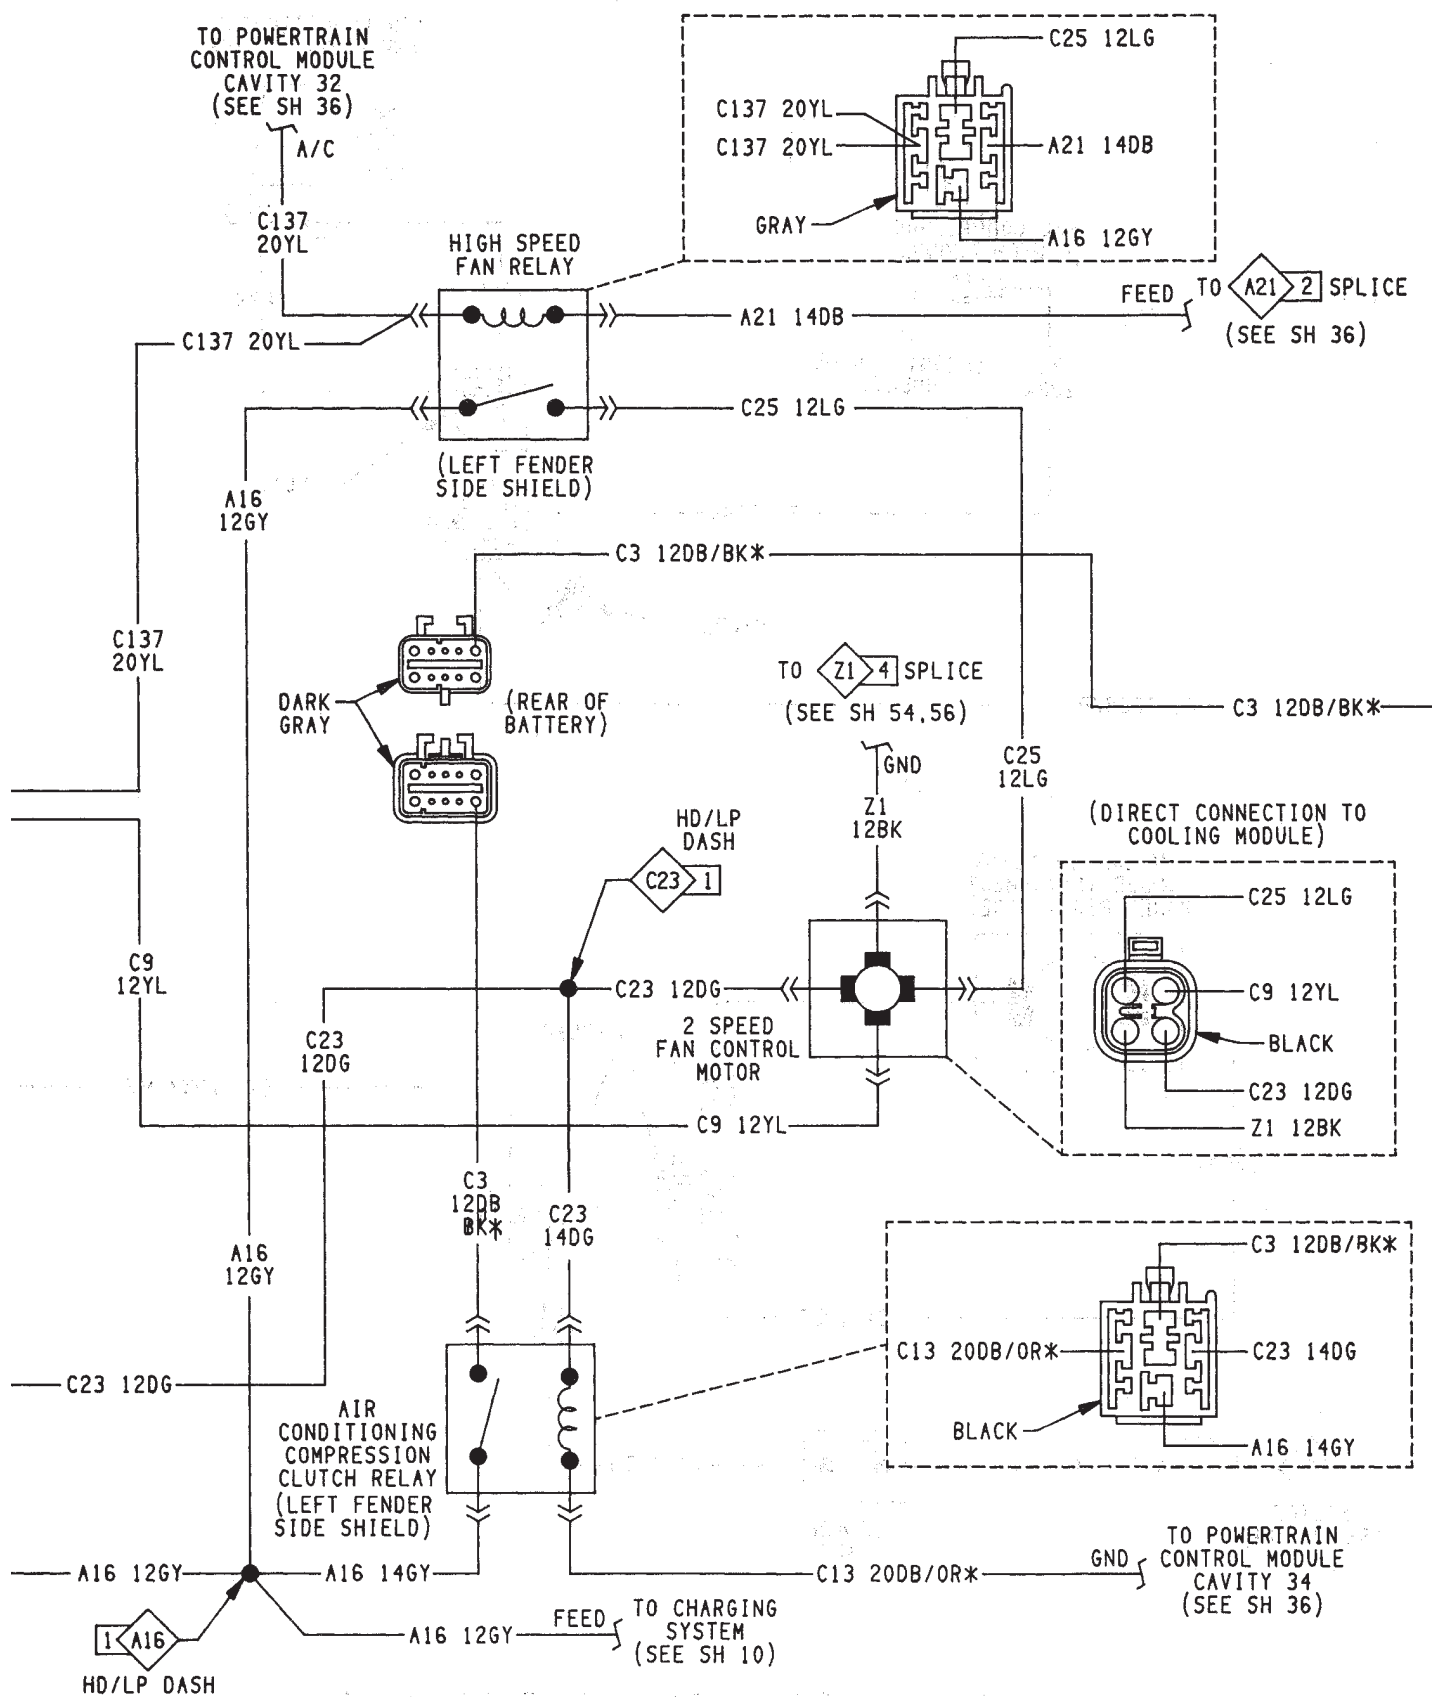 TO POWERTRAIN
CONTROL MODULE
CAVITY 32
(SEE SH 36)
A/C
C137
20YL
C25 12LG
C137 20YL
C137 20YL
A21 14DB
GRAY
A16 12GY
HIGH SPEED
FAN RELAY
C137 20YL
A21 14DB
FEED
TO A21 2 SPLICE
(SEE SH 36)
C25 12LG
(LEFT FENDER
SIDE SHIELD)
A16
12GY
C3 12DB/BK*
C137
20YL
DARK
GRAY
(REAR OF
BATTERY)
TO Z1 4 SPLICE
(SEE SH 54,56)
GND
Z1
12BK
C25
12LG
C3 12DB/BK*
HD/LP
DASH
C23 1
(DIRECT CONNECTION TO
COOLING MODULE)
C25 12LG
C9 12YL
BLACK
C23 12DG
Z1 12BK
C9
12YL
C23
12DG
C23 12DG
2 SPEED
FAN CONTROL
MOTOR
C9 12YL
C3
12DB
BK*
C23
14DG
A16
12GY
C3 12DB/BK*
C13 20DB/OR*
C23 14DG
BLACK
A16 14GY
C23 12DG
AIR
CONDITIONING
COMPRESSION
CLUTCH RELAY
(LEFT FENDER
SIDE SHIELD)
A16 12GY
A16 14GY
C13 20DB/OR*
GND
TO POWERTRAIN
CONTROL MODULE
CAVITY 34
(SEE SH 36)
1 A16
HD/LP DASH
A16 12GY
FEED
TO CHARGING
SYSTEM
(SEE SH 10)